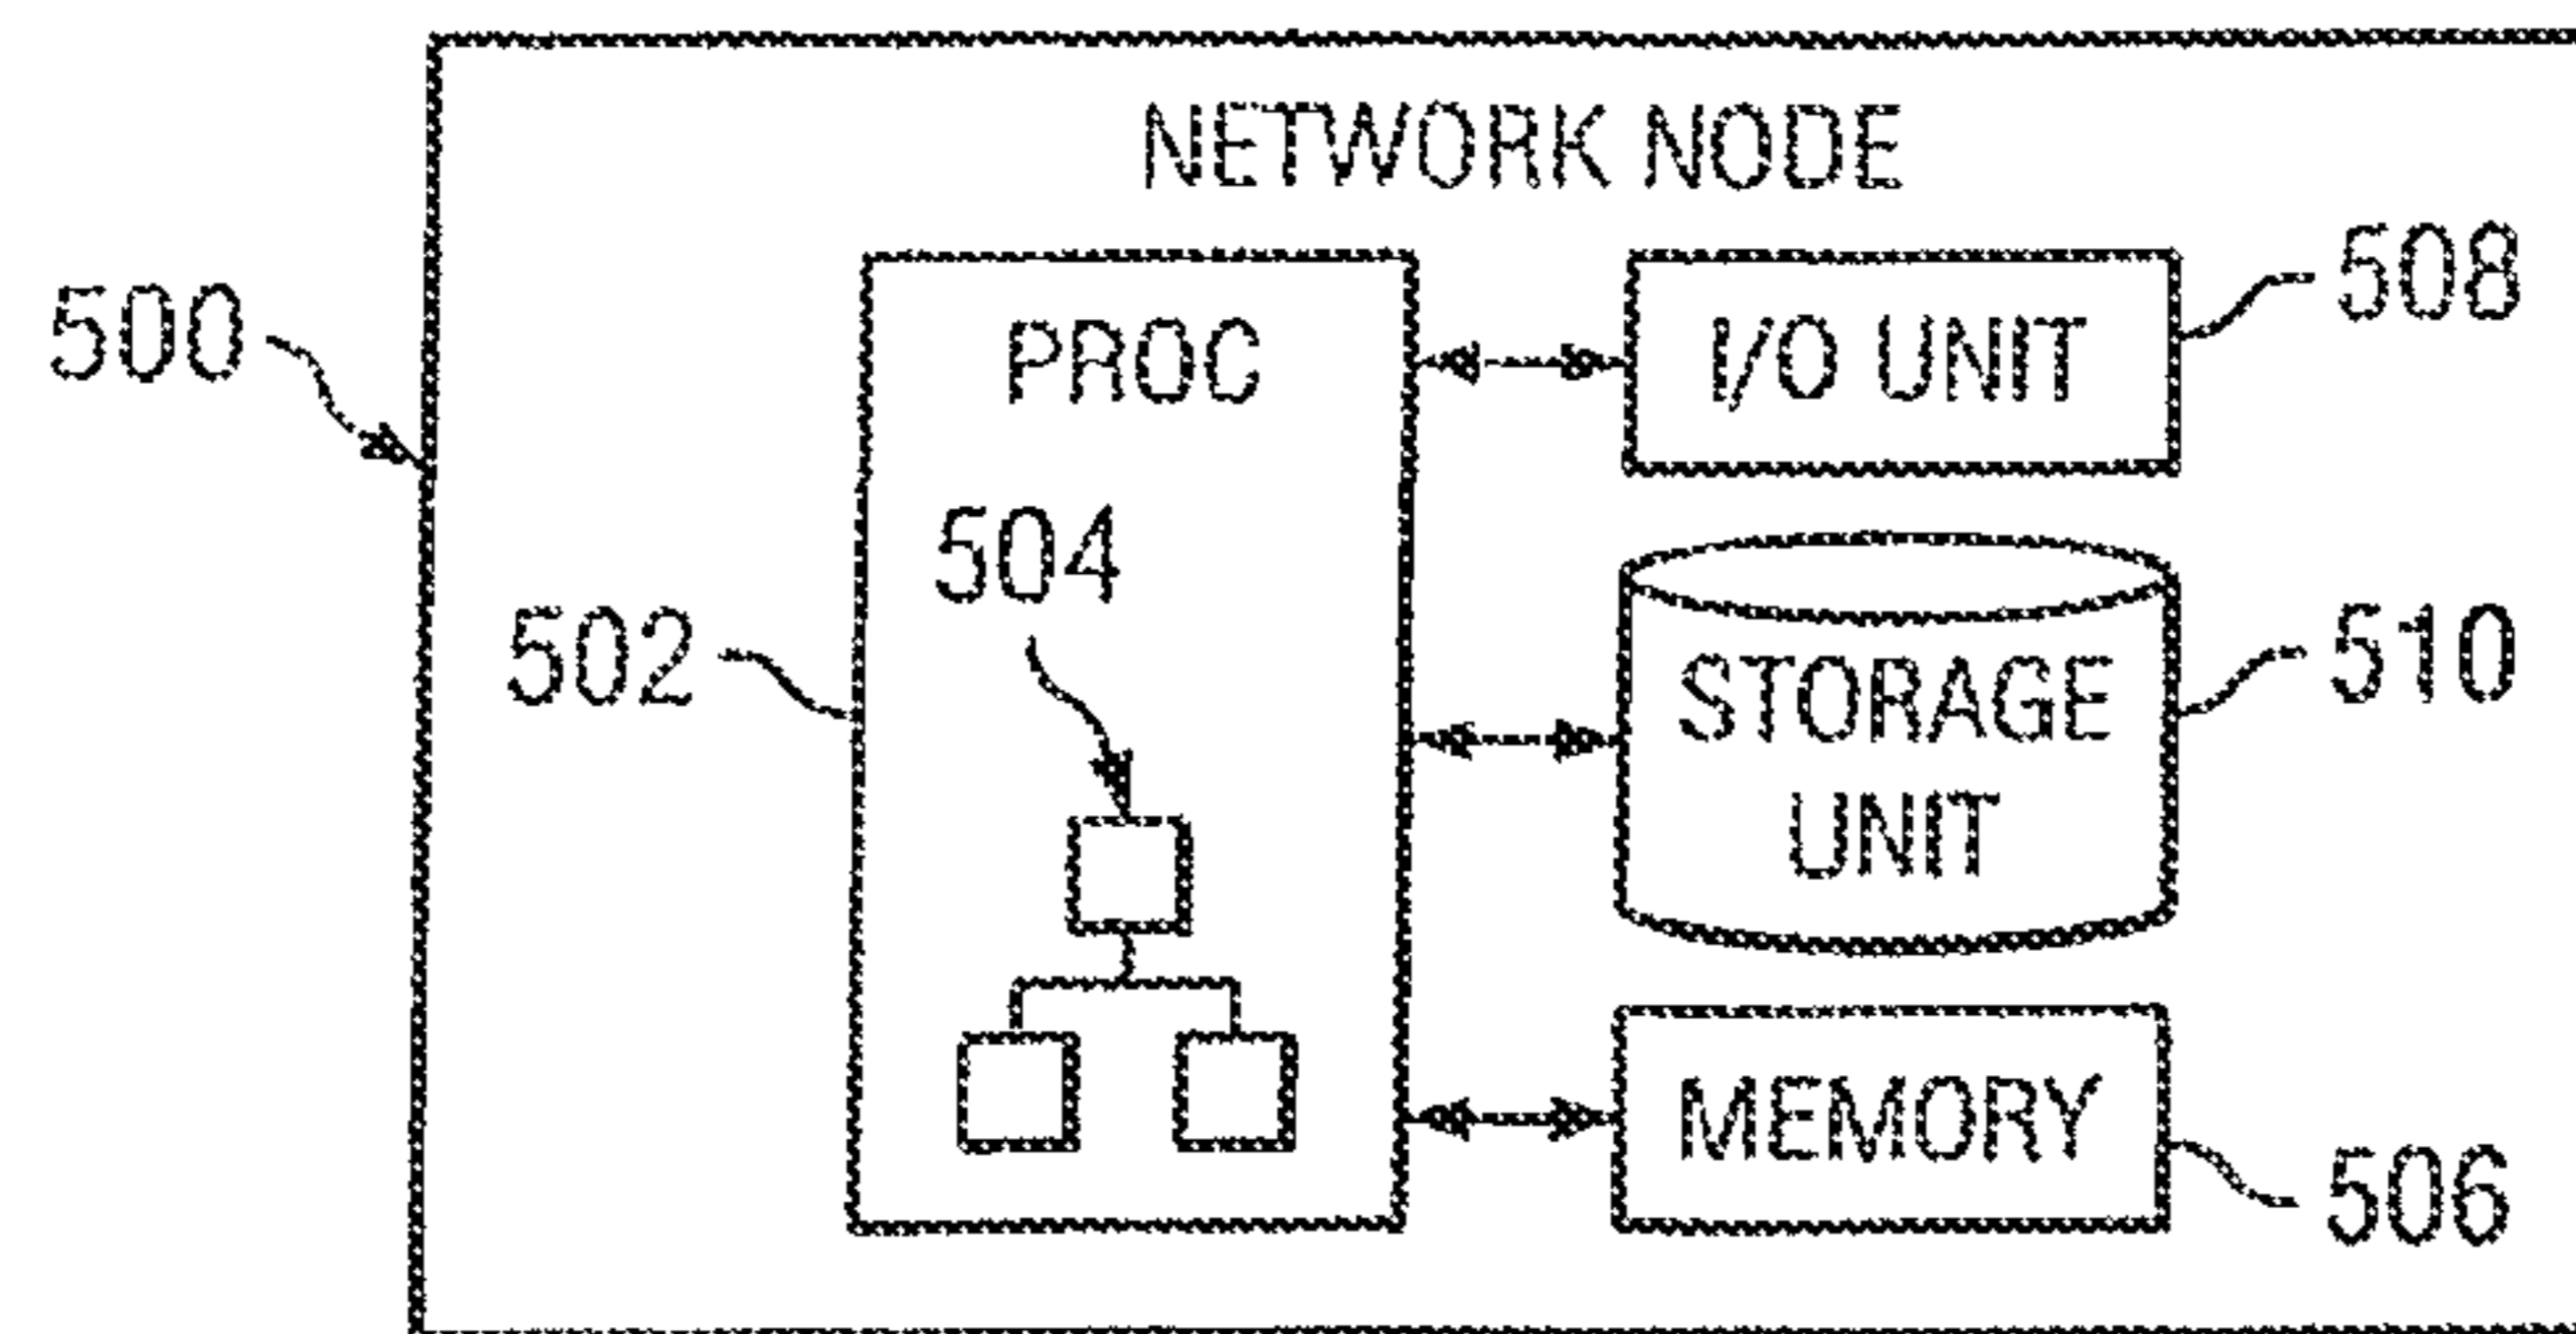 NETWORK NODE
500
PROC
I/O UNIT
508
504
502
STORAGE
UNIT
510
MEMORY
506